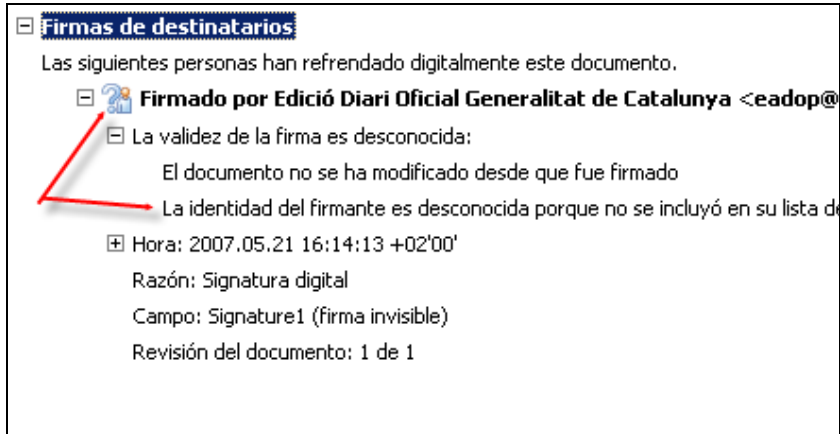 Firmas de destinatarios
Las siguientes personas han refrendado digitalmente este documento.
Firmado por Edició Diari Oficial Generalitat de Catalunya <eadop@
La validez de la firma es desconocida:
El documento no se ha modificado desde que fue firmado
La identidad del firmante es desconocida porque no se incluyó en su lista de
Hora: 2007.05.21 16:14:13 +02'00'
Razón: Signatura digital
Campo: Signature1 (firma invisible)
Revisión del documento: 1 de 1